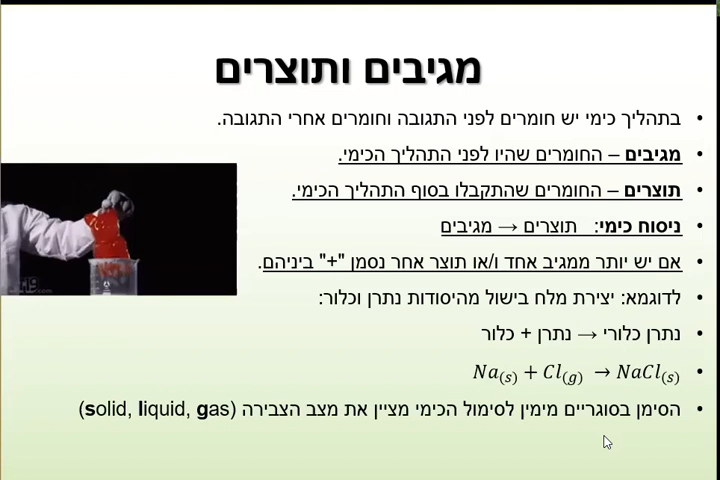 מגיבים ותוצרים
• בתהליך כימי יש חומרים לפני התגובה וחומרים אחרי התגובה.
• מגיבים – החומרים שהיו לפני התהליך הכימי.
• תוצרים – החומרים שהתקבלו בסוף התהליך הכימי.
• ניסוח כימי: תוצרים → מגיבים
• אם יש יותר ממגיב אחד ו/או תוצר אחר נסמן "+" ביניהם.
• לדוגמא: יצירת מלח בישול מהיסודות נתרן וכלור:
• נתרן כלורי → נתרן + כלור
• Na(s) + Cl(g) → NaCl(s)
• הסימן בסוגריים מימין לסימול הכימי מציין את מצב הצבירה (solid, liquid, gas)